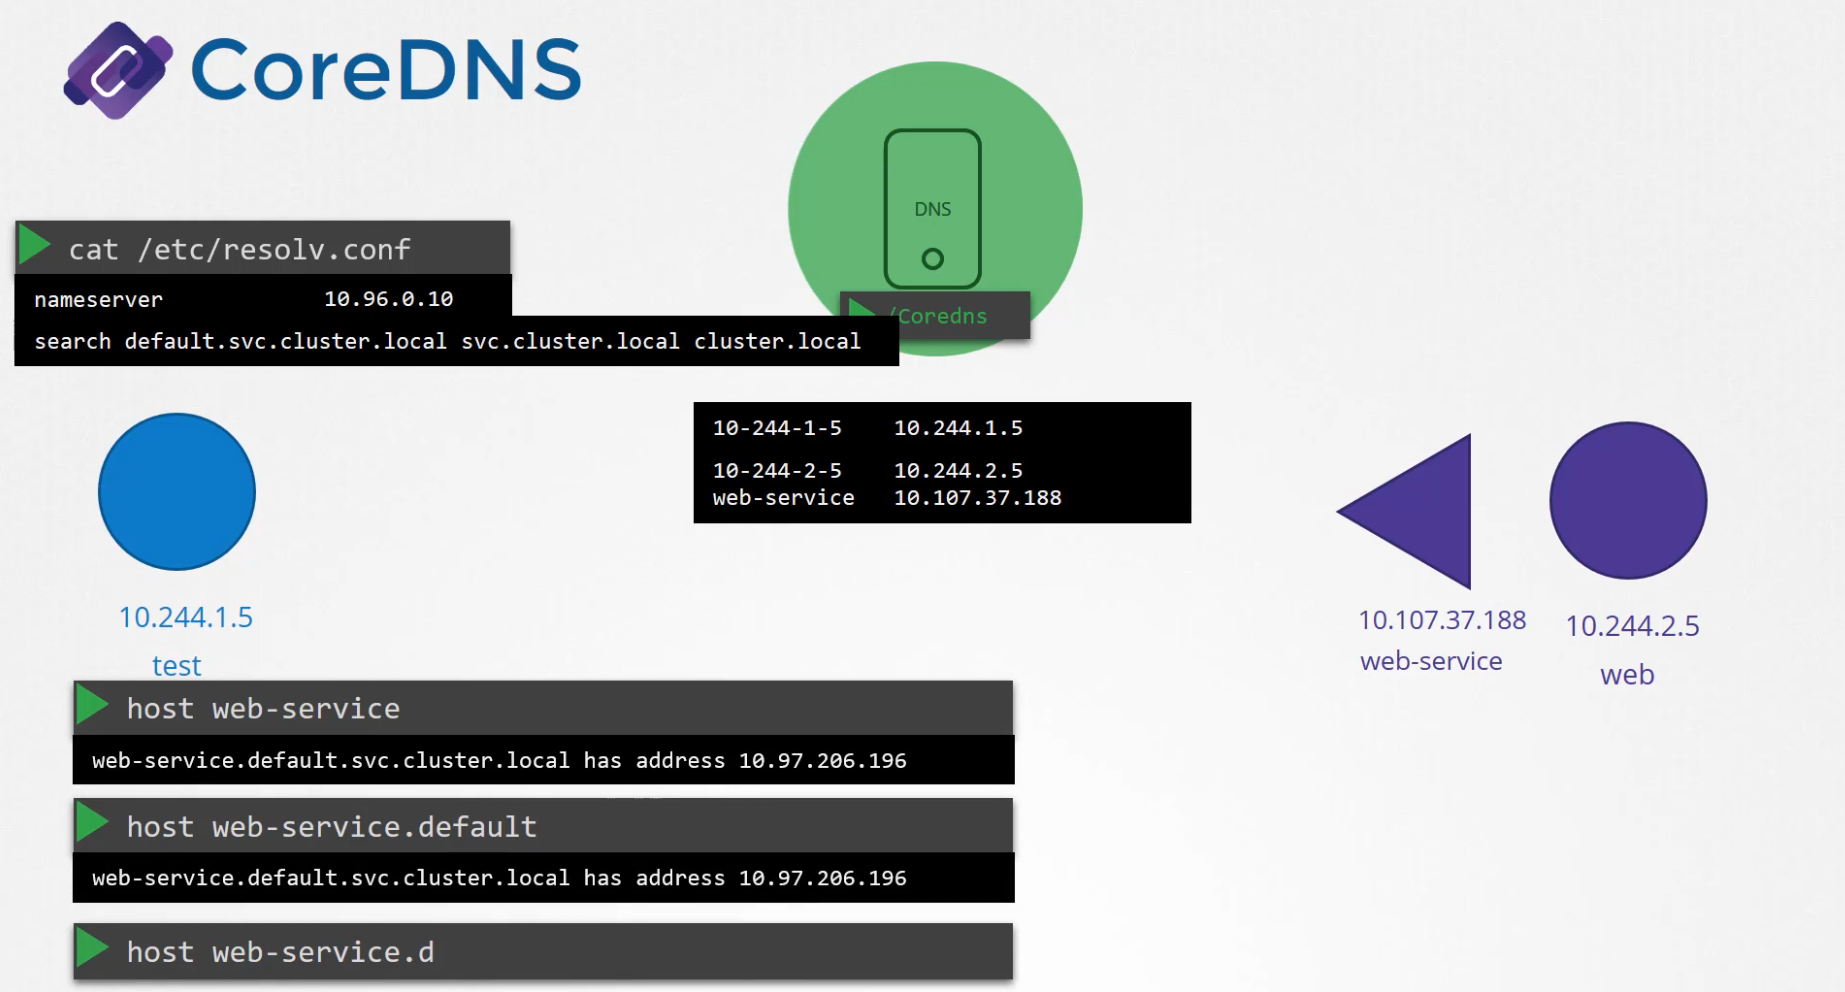 CoreDNS
DNS
cat /etc/resolv.conf
nameserver 10.96.0.10
/Coredns
search default.svc.cluster.local svc.cluster.local cluster.local
10-244-1-5 10.244.1.5
10-244-2-5 10.244.2.5
web-service 10.107.37.188
10.244.1.5
test
10.107.37.188
web-service
10.244.2.5
web
host web-service
web-service.default.svc.cluster.local has address 10.97.206.196
host web-service.default
web-service.default.svc.cluster.local has address 10.97.206.196
host web-service.d